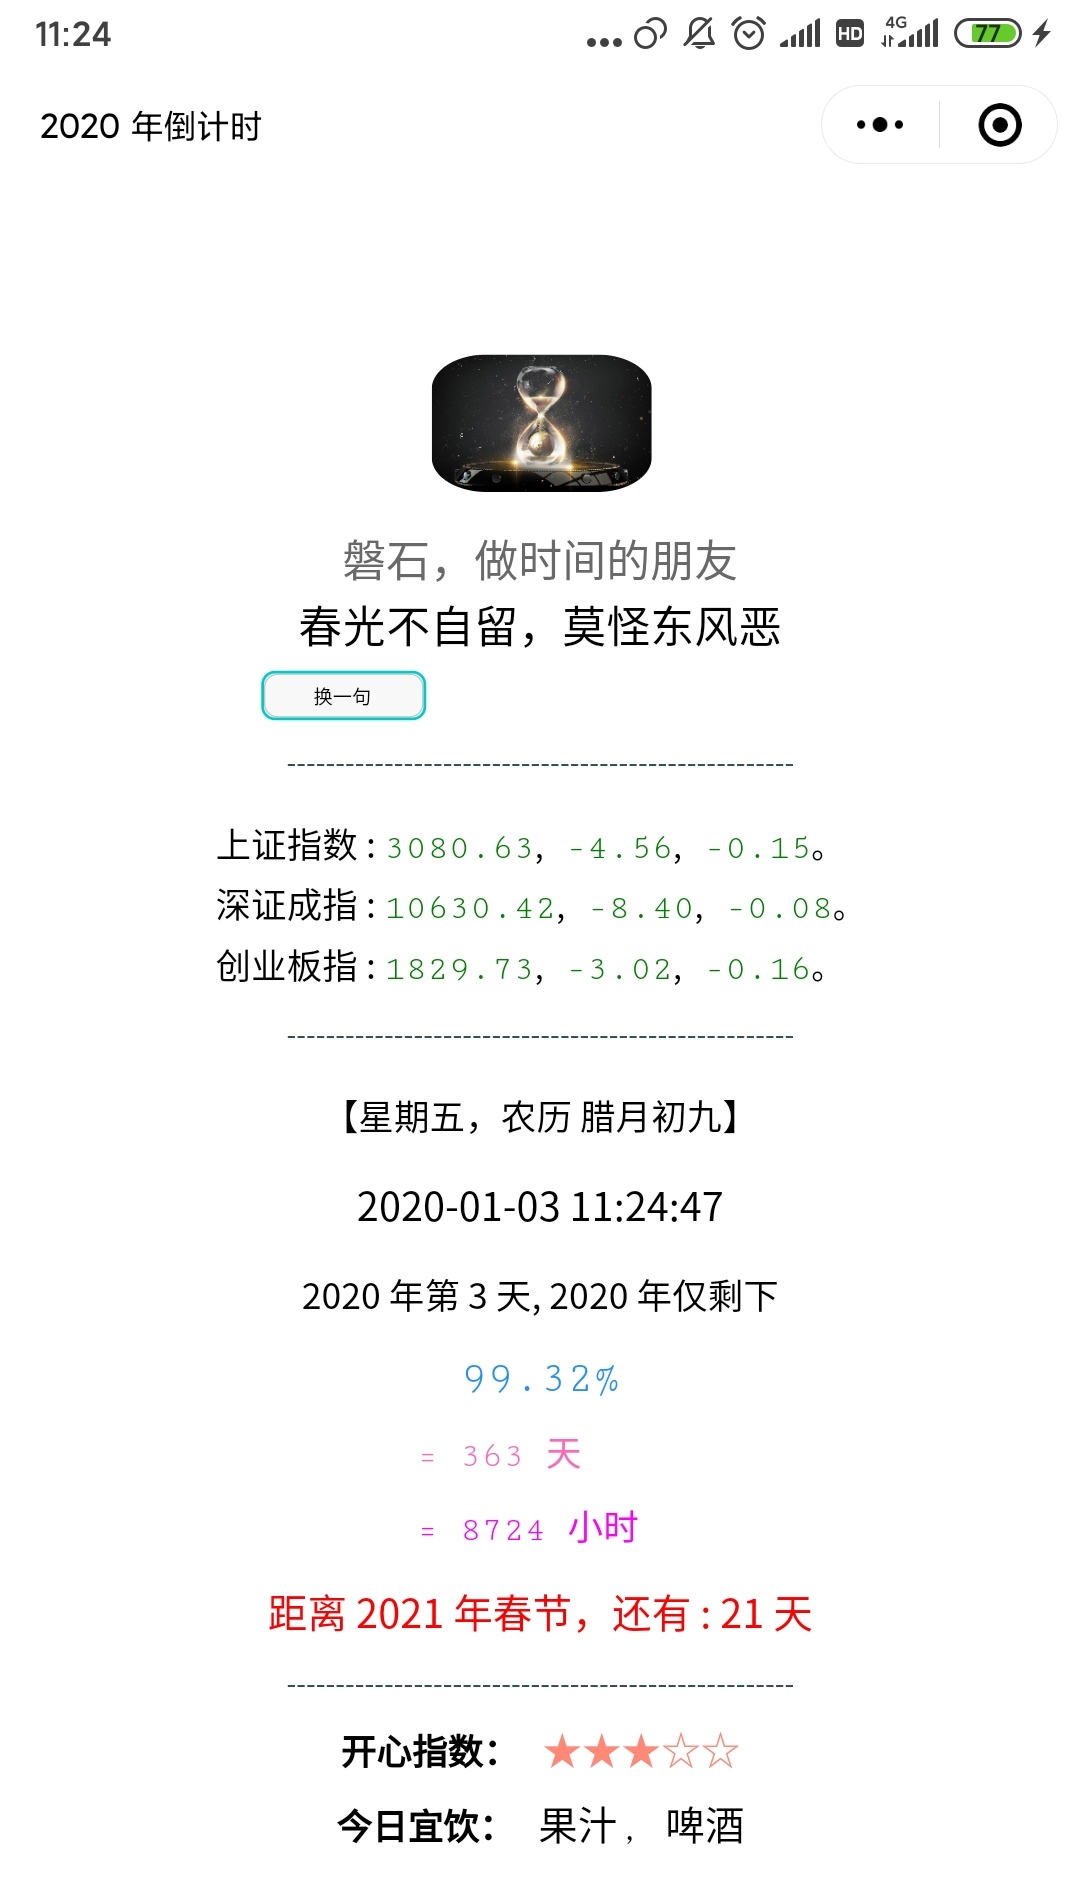 11:24
HD 4G 77
2020 年倒计时
磐石，做时间的朋友
春光不自留，莫怪东风恶
换一句
--------------------------------------------------
上证指数 : 3080.63, -4.56, -0.15。
深证成指 : 10630.42, -8.40, -0.08。
创业板指 : 1829.73, -3.02, -0.16。
--------------------------------------------------
【星期五，农历 腊月初九】
2020-01-03 11:24:47
2020 年第 3 天, 2020 年仅剩下
99.32%
= 363 天
= 8724 小时
距离 2021 年春节，还有 : 21 天
--------------------------------------------------
开心指数： ★★★☆☆
今日宜饮： 果汁， 啤酒